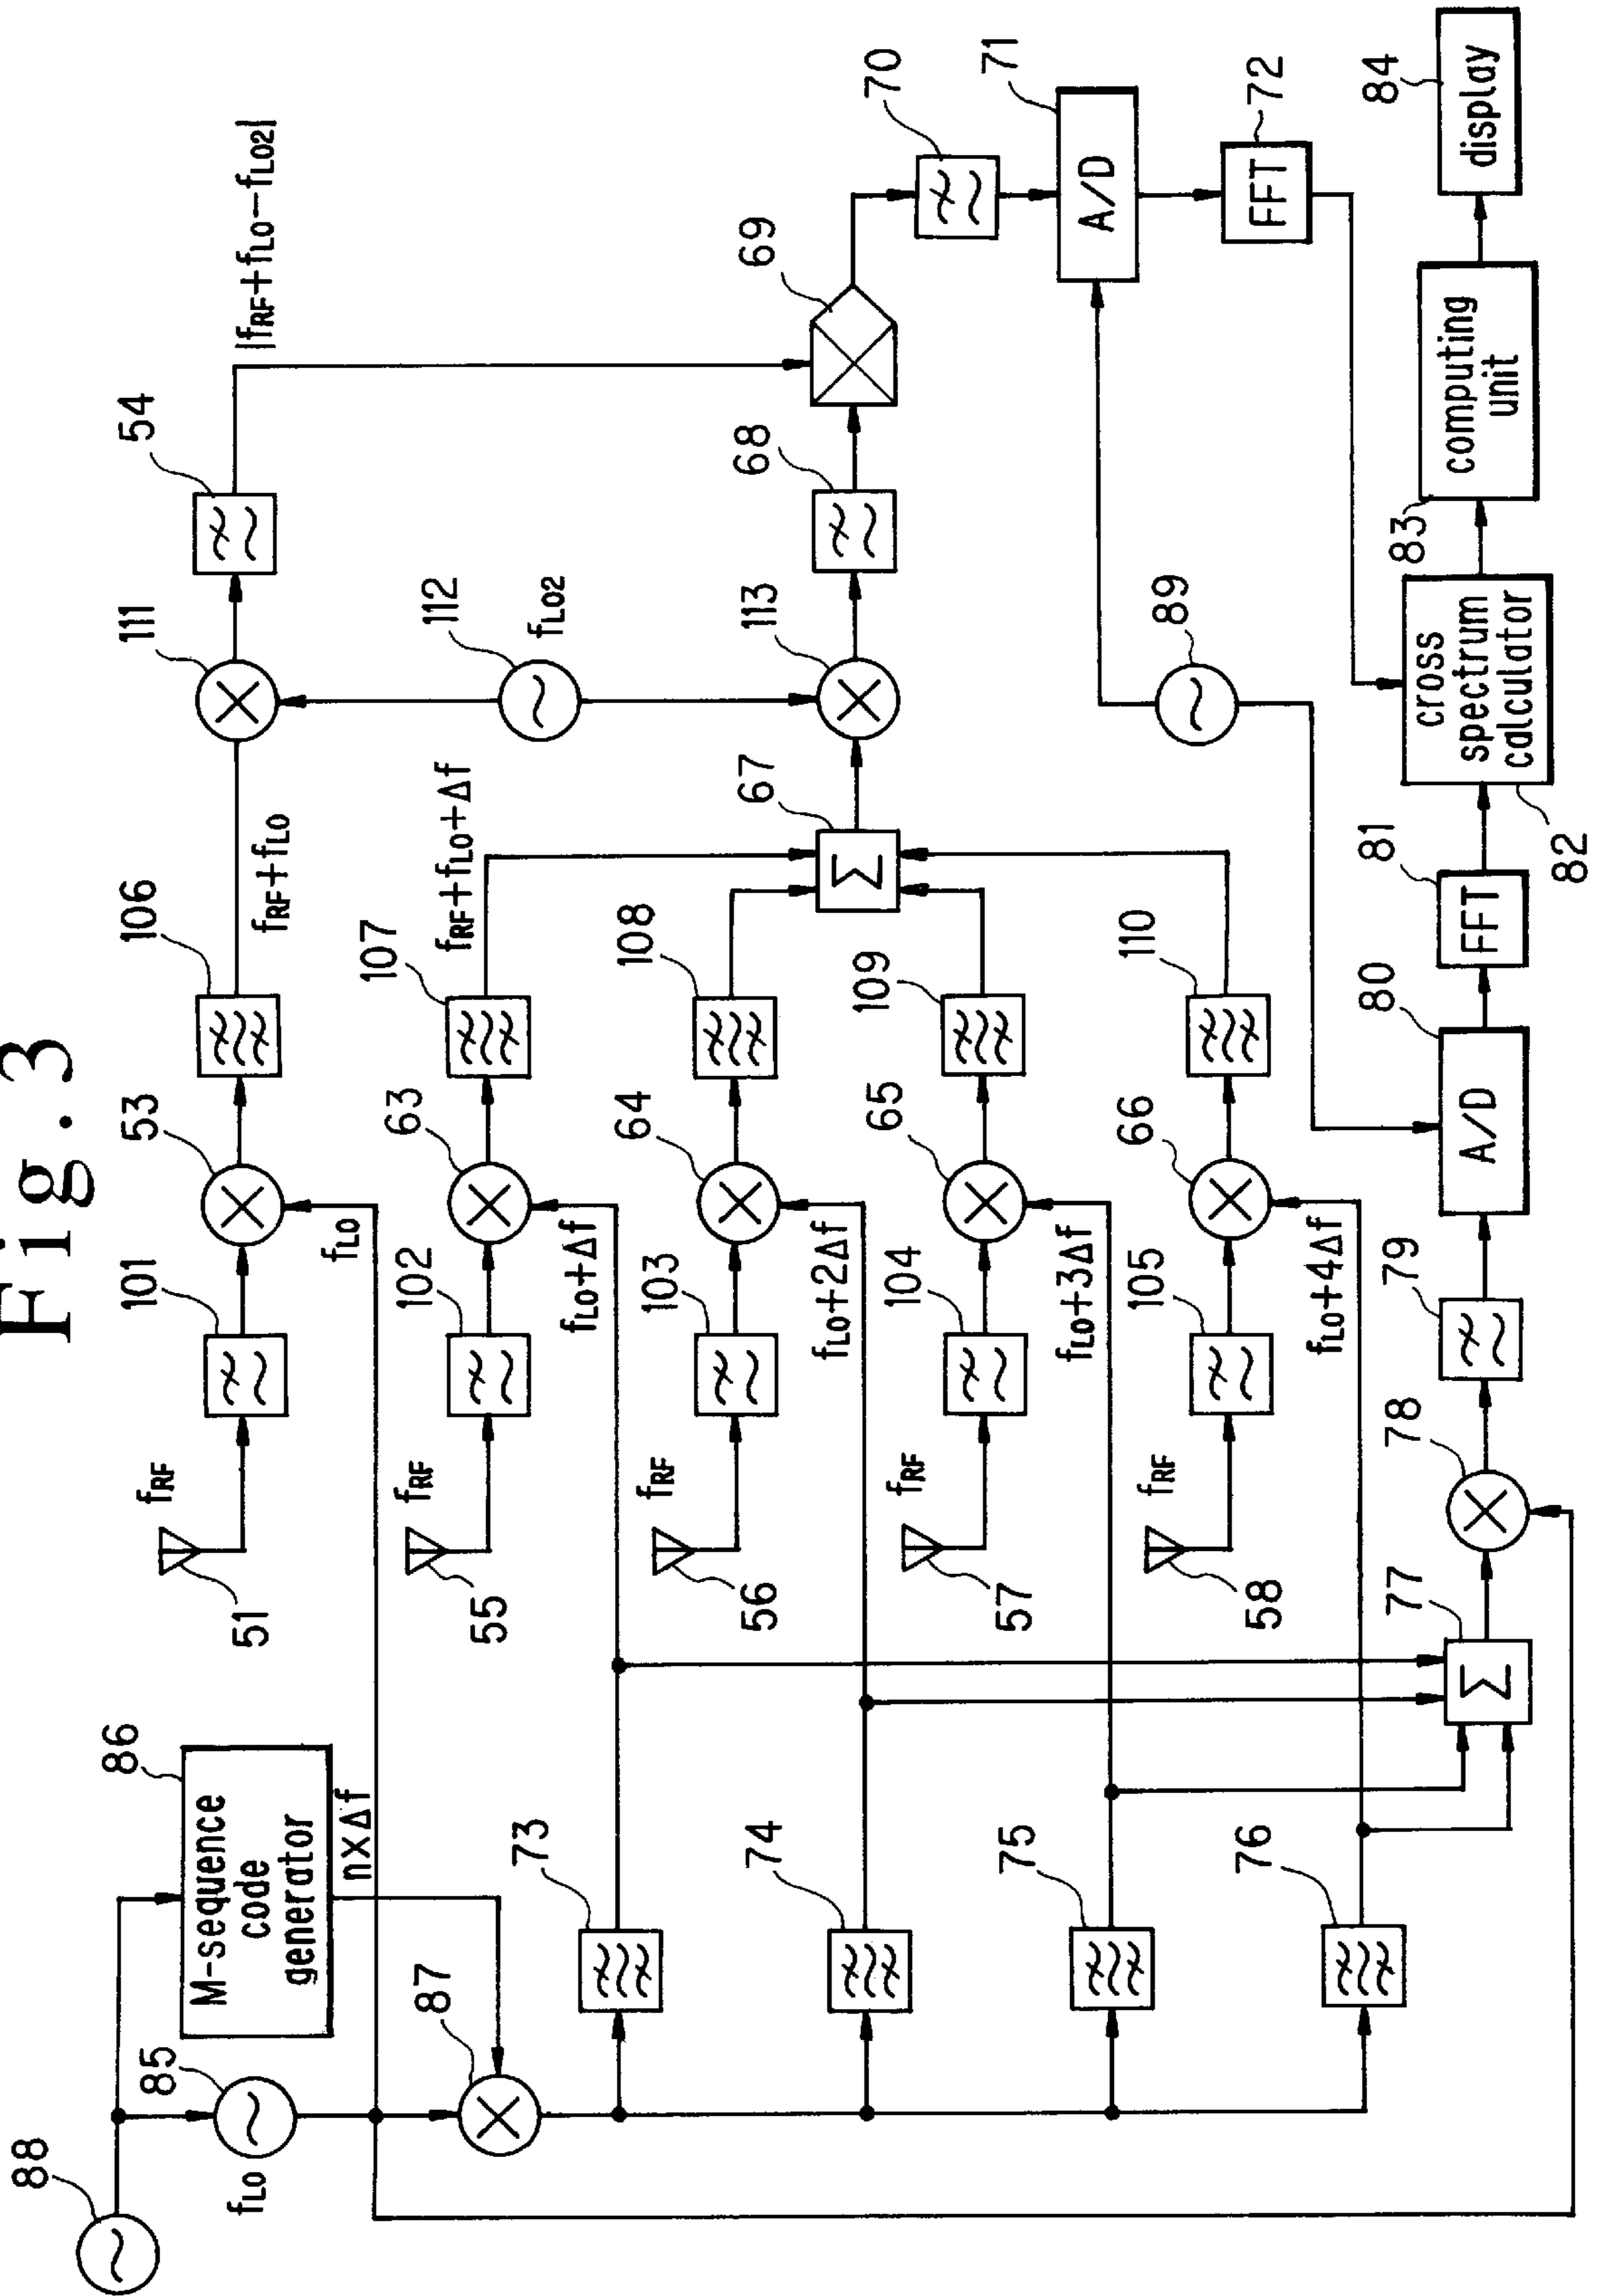 Fig.3
88
85
fLO
86
M-sequence
code
generator
n×Δf
87
73
74
75
76
77
78
79
80
A/D
81
FFT
82
cross
spectrum
calculator
83
computing
unit
84
display
51
fRF
101
53
fLO
106
fRF+fLO
111
54
|fRF+fLO−fLO2|
112
fLO2
55
fRF
102
63
fLO+Δf
107
fRF+fLO+Δf
56
fRF
103
64
fLO+2Δf
108
67
Σ
113
68
69
70
71
A/D
72
FFT
57
fRF
104
65
fLO+3Δf
109
89
58
fRF
105
66
fLO+4Δf
110
Σ